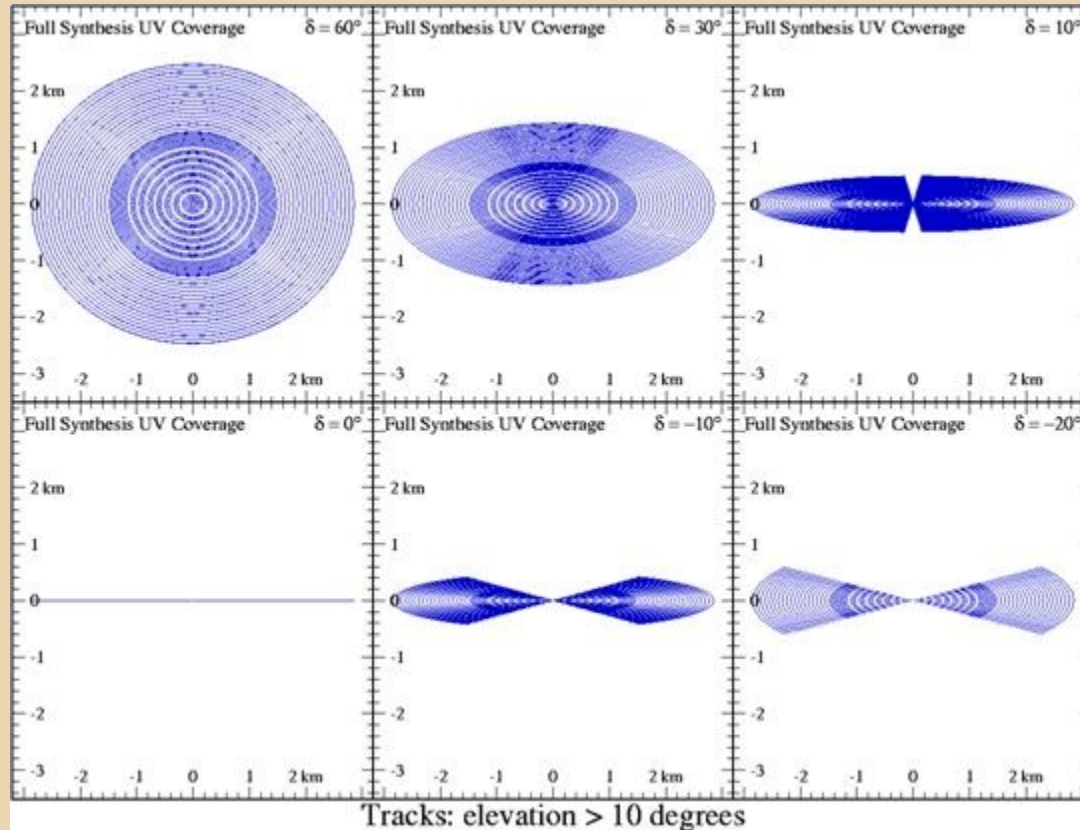 Full Synthesis UV Coverage δ = 60°
2 km
1
0
-1
-2
-3
-2 -1 0 1 2 km
Full Synthesis UV Coverage δ = 30°
2 km
1
0
-1
-2
-3
-2 -1 0 1 2 km
Full Synthesis UV Coverage δ = 10°
2 km
1
0
-1
-2
-3
-2 -1 0 1 2 km
Full Synthesis UV Coverage δ = 0°
2 km
1
0
-1
-2
-3
-2 -1 0 1 2 km
Full Synthesis UV Coverage δ = -10°
2 km
1
0
-1
-2
-3
-2 -1 0 1 2 km
Full Synthesis UV Coverage δ = -20°
2 km
1
0
-1
-2
-3
-2 -1 0 1 2 km
Tracks: elevation > 10 degrees